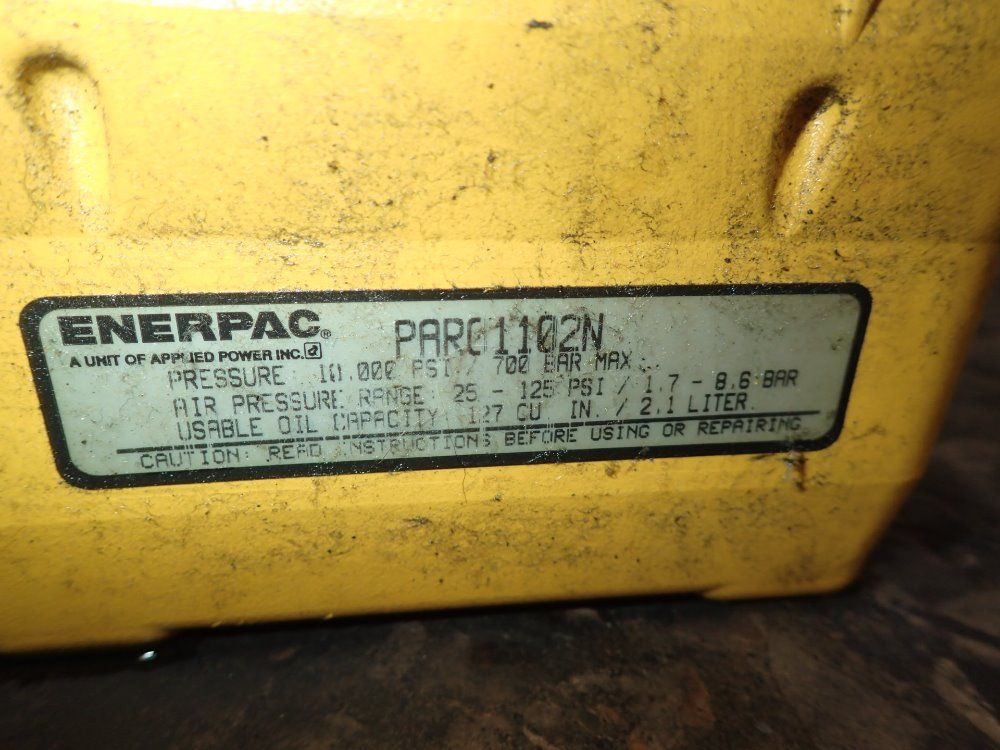 ENERPAC® PARG1102N
A UNIT OF APPLIED POWER INC.
PRESSURE 10,000 PSI / 700 BAR MAX.
AIR PRESSURE RANGE 25 - 125 PSI / 1.7 - 8.6 BAR
USABLE OIL CAPACITY 127 CU IN. / 2.1 LITER
CAUTION: READ INSTRUCTIONS BEFORE USING OR REPAIRING